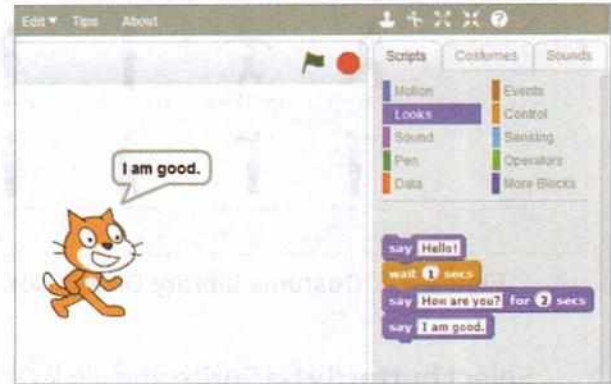 Edit Tips About
Scripts Costumes Sounds
Motion Events
Looks Control
Sound Sensing
Pen Operators
Data More Blocks
I am good.
say Hello!
wait 1 secs
say How are you? for 2 secs
say I am good.